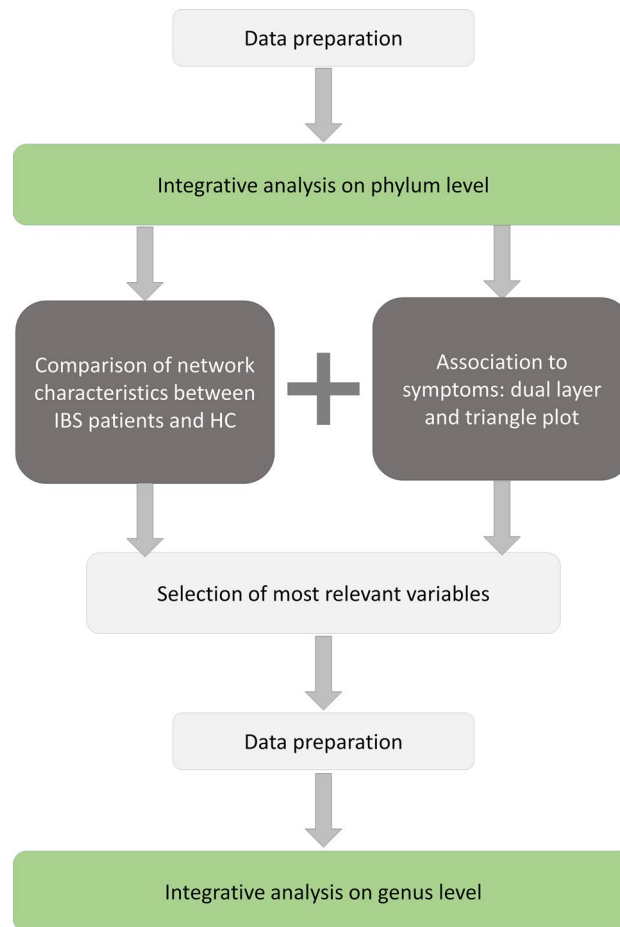 Data preparation
Integrative analysis on phylum level
Comparison of network
characteristics between
IBS patients and HC
Association to
symptoms: dual layer
and triangle plot
Selection of most relevant variables
Data preparation
Integrative analysis on genus level